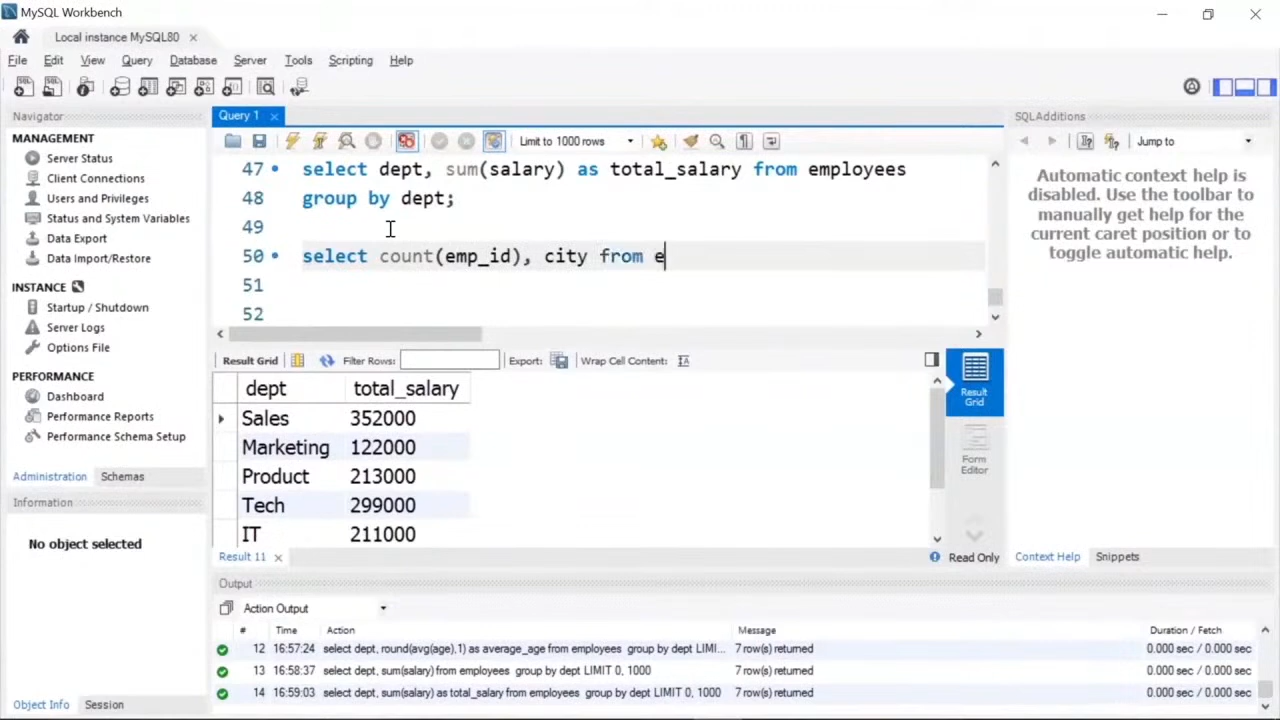 MySQL Workbench
Local instance MySQL80
File Edit View Query Database Server Tools Scripting Help
Navigator
MANAGEMENT
Server Status
Client Connections
Users and Privileges
Status and System Variables
Data Export
Data Import/Restore
INSTANCE
Startup / Shutdown
Server Logs
Options File
PERFORMANCE
Dashboard
Performance Reports
Performance Schema Setup
Administration Schemas
Information
No object selected
Object Info Session
Query 1
Limit to 1000 rows
47 select dept, sum(salary) as total_salary from employees
48 group by dept;
49
50 select count(emp_id), city from e
51
52
Result Grid Filter Rows: Export: Wrap Cell Content:
dept total_salary
Sales 352000
Marketing 122000
Product 213000
Tech 299000
IT 211000
Result Grid
Form Editor
Result 11
Read Only
Output
Action Output
# Time Action Message Duration / Fetch
12 16:57:24 select dept, round(avg(age),1) as average_age from employees group by dept LIMI... 7 row(s) returned 0.000 sec / 0.000 sec
13 16:58:37 select dept, sum(salary) from employees group by dept LIMIT 0, 1000 7 row(s) returned 0.000 sec / 0.000 sec
14 16:59:03 select dept, sum(salary) as total_salary from employees group by dept LIMIT 0, 1000 7 row(s) returned 0.000 sec / 0.000 sec
SQLAdditions
Jump to
Automatic context help is
disabled. Use the toolbar to
manually get help for the
current caret position or to
toggle automatic help.
Context Help Snippets